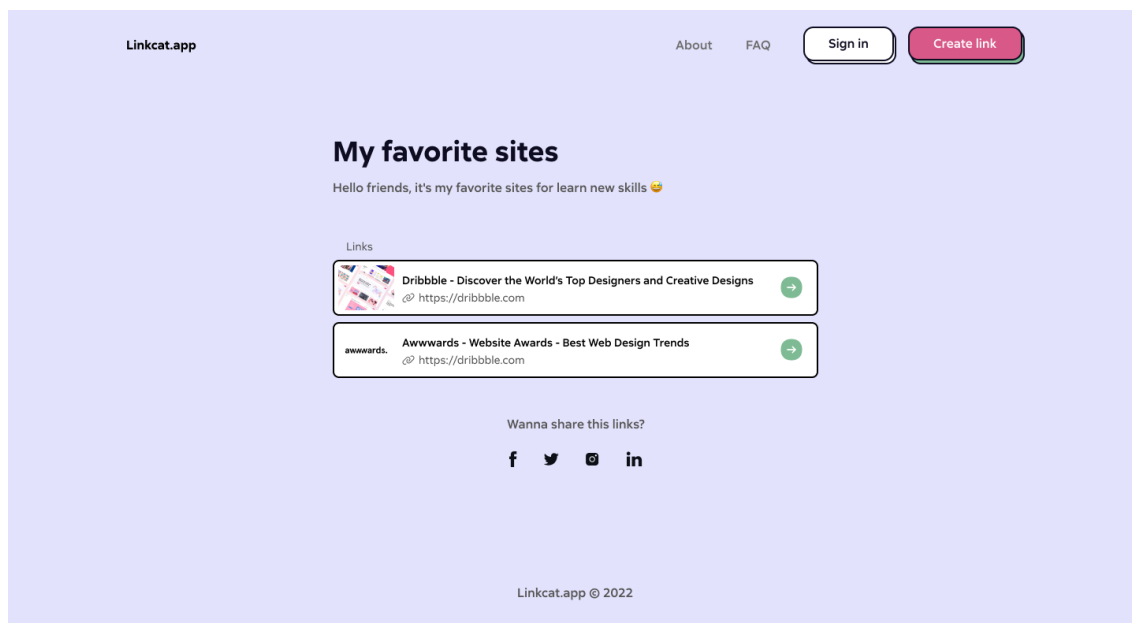 Linkcat.app
About
FAQ
Sign in
Create link
My favorite sites
Hello friends, it's my favorite sites for learn new skills 😅
Links
Dribbble - Discover the World's Top Designers and Creative Designs
https://dribbble.com
awwwards.
Awwwards - Website Awards - Best Web Design Trends
https://dribbble.com
Wanna share this links?
Linkcat.app © 2022